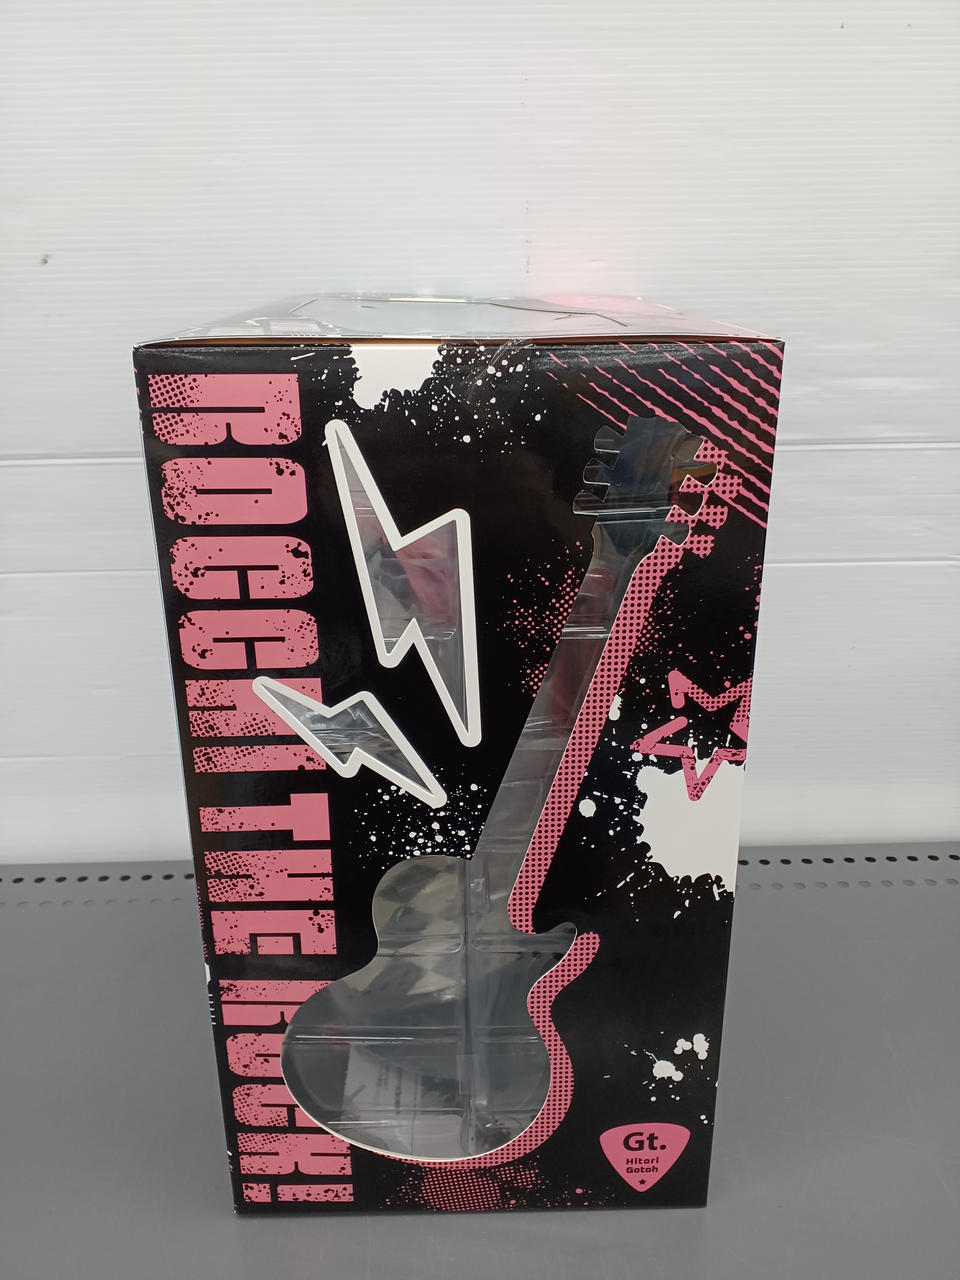 BOCCHI THE ROCK!
Gt.
Hitori
Gotoh